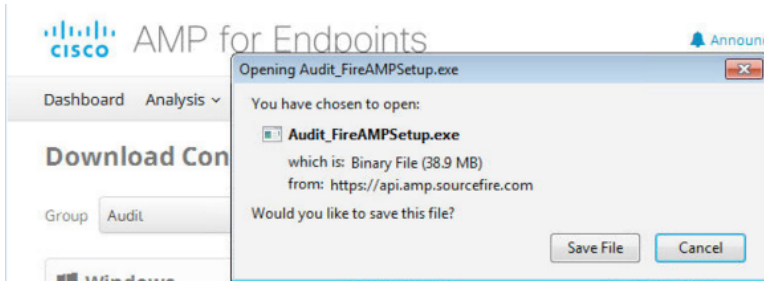 CISCO AMP for Endpoints
Announ
Opening Audit_FireAMPSetup.exe
Dashboard Analysis
You have chosen to open:
Audit_FireAMPSetup.exe
which is: Binary File (38.9 MB)
from: https://api.amp.sourcefire.com
Download Con
Would you like to save this file?
Group Audit
Save File Cancel
Windows